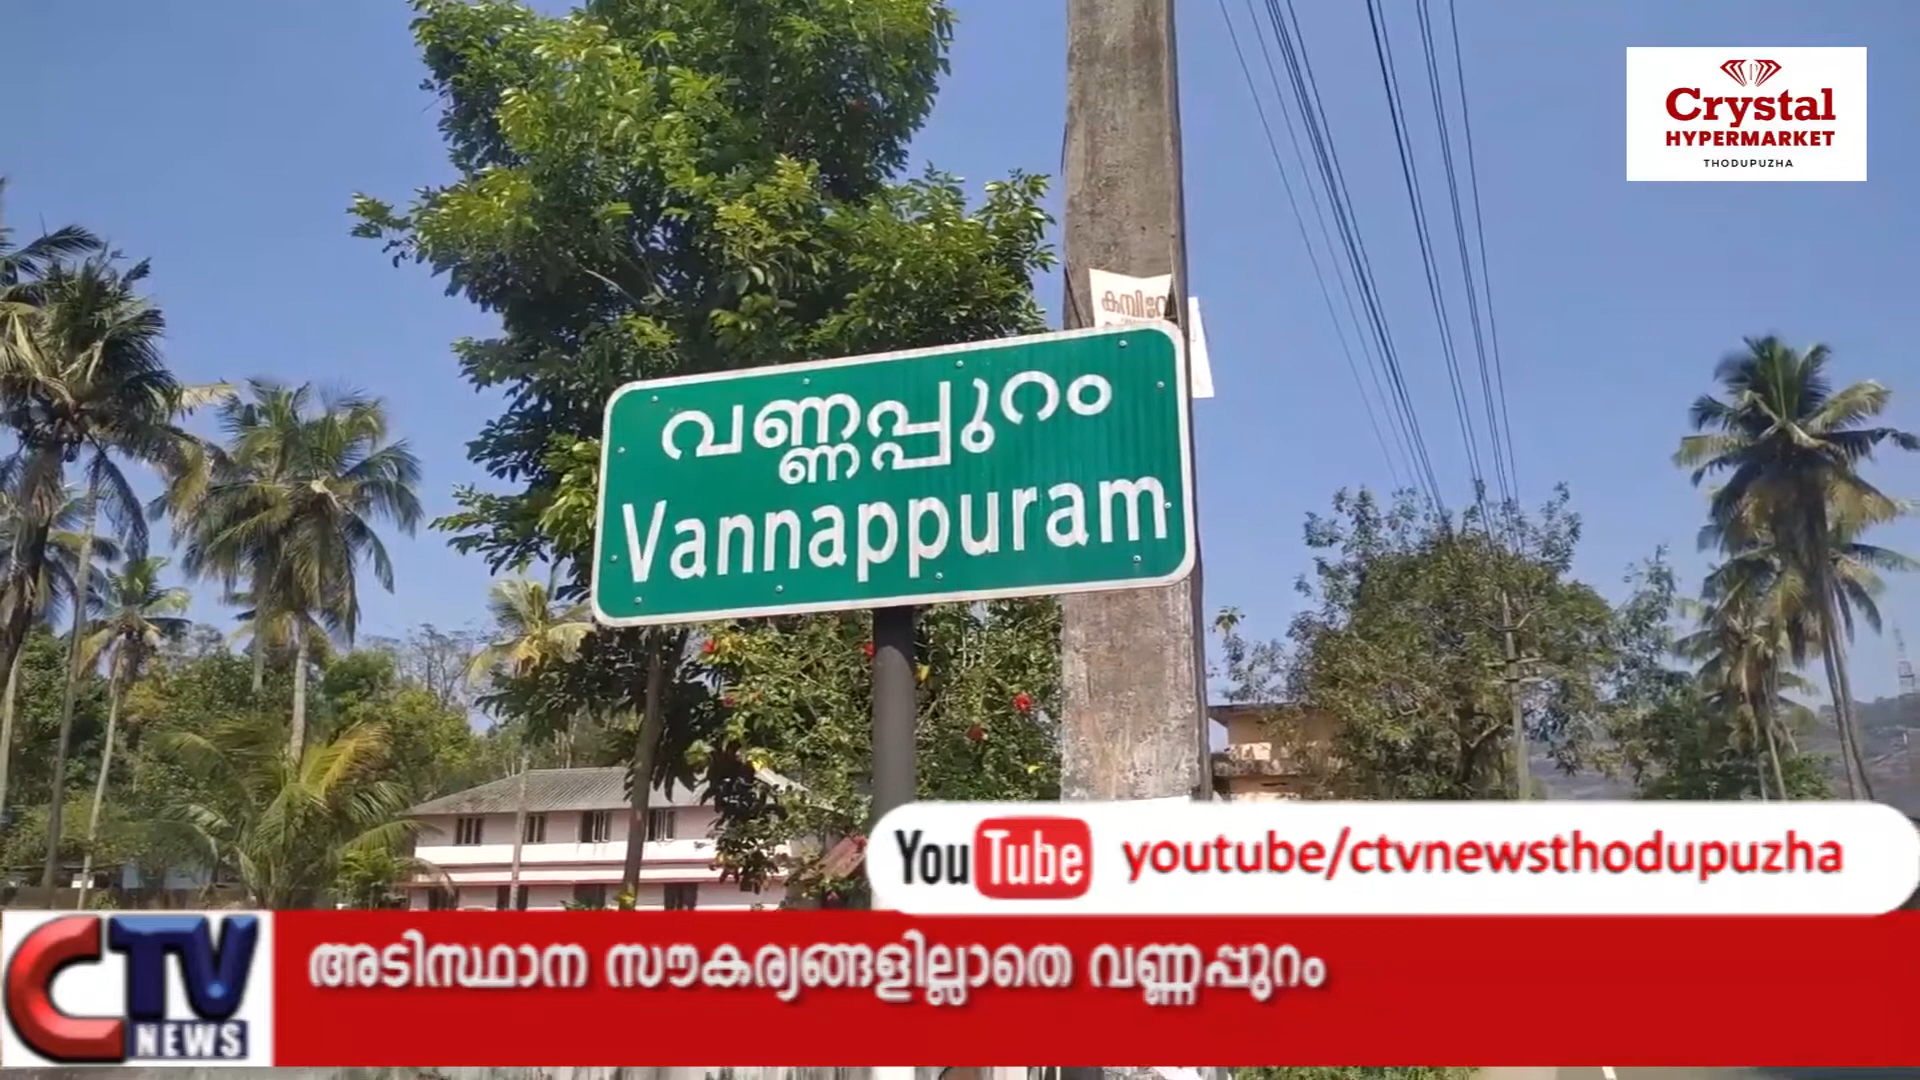 Crystal
HYPERMARKET
THODUPUZHA
വണ്ണപ്പുറം
Vannappuram
YouTube youtube/ctvnewsthodupuzha
CTV
NEWS
അടിസ്ഥാന സൗകര്യങ്ങളില്ലാതെ വണ്ണപ്പുറം